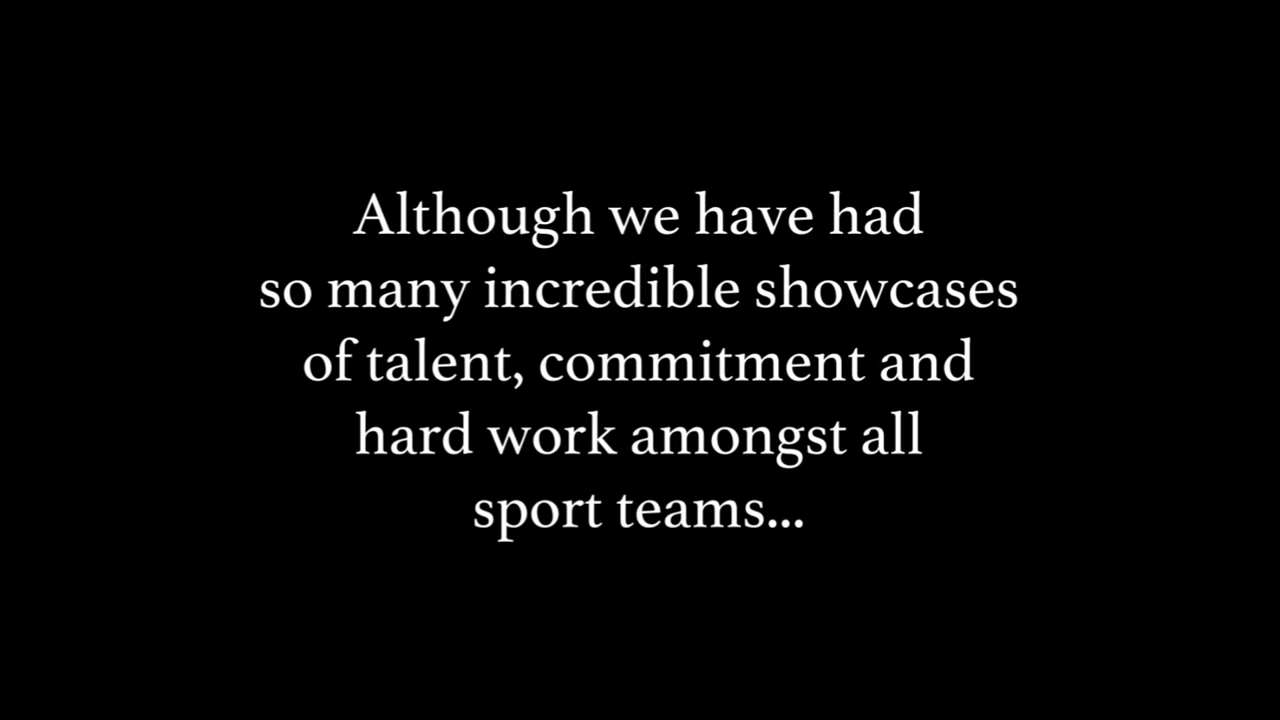 Although we have had
so many incredible showcases
of talent, commitment and
hard work amongst all
sport teams...